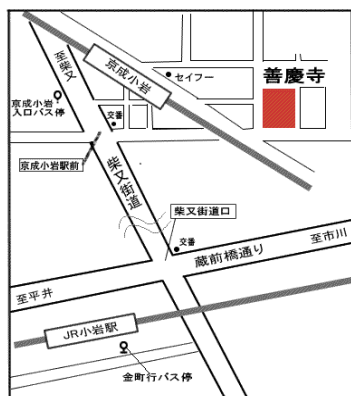 至柴又
京成小岩
セイフー
善慶寺
京成小岩
入口バス停
交番
京成小岩駅前
柴又街道
柴又街道口
交番
蔵前橋通り
至市川
至平井
JR小岩駅
金町行バス停